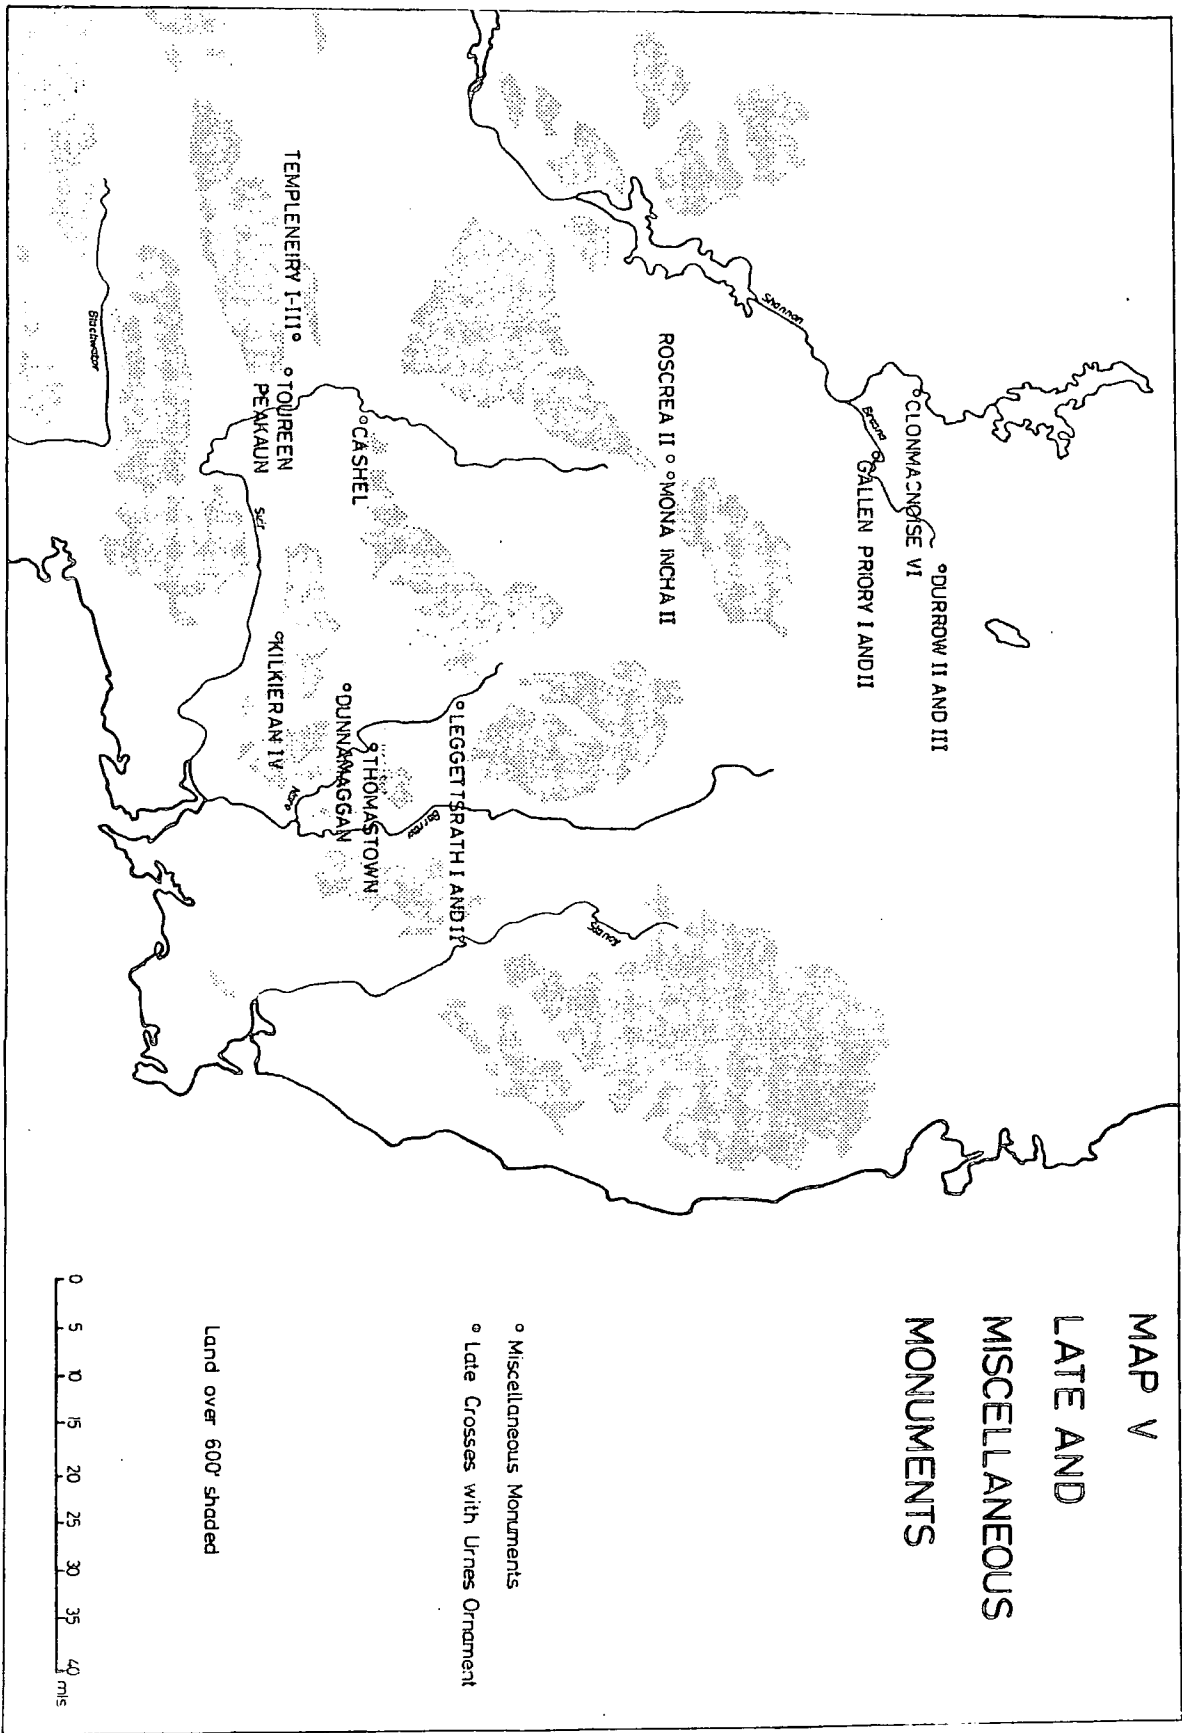 MAP V
LATE AND
MISCELLANEOUS
MONUMENTS
° Miscellaneous Monuments
° Late Crosses with Urnes Ornament
Land over 600' shaded
0 5 10 15 20 25 30 35 40 mls
Shannon
°CLONMACNOISE VI
Brosna
°GALLEN PRIORY I AND II
°DURROW II AND III
ROSCREA II °
°MONA INCHA II
TEMPLENEIRY I-III°
°TOUREEN
PEAKAUN
°CASHEL
Blackwater
Suir
°KILKIERAN IV
°DUNNAMAGGAN
°THOMASTOWN
°LEGGETTSRATH I AND II
Nore
Barrow
Slaney